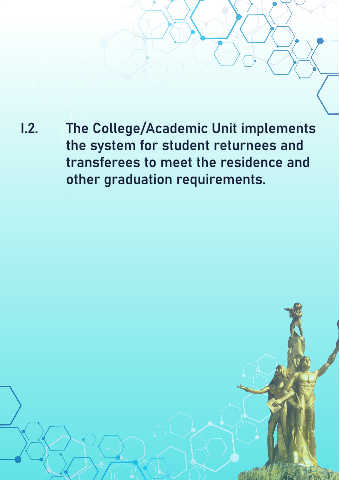 I.2. The College/Academic Unit implements
the system for student returnees and
transferees to meet the residence and
other graduation requirements.